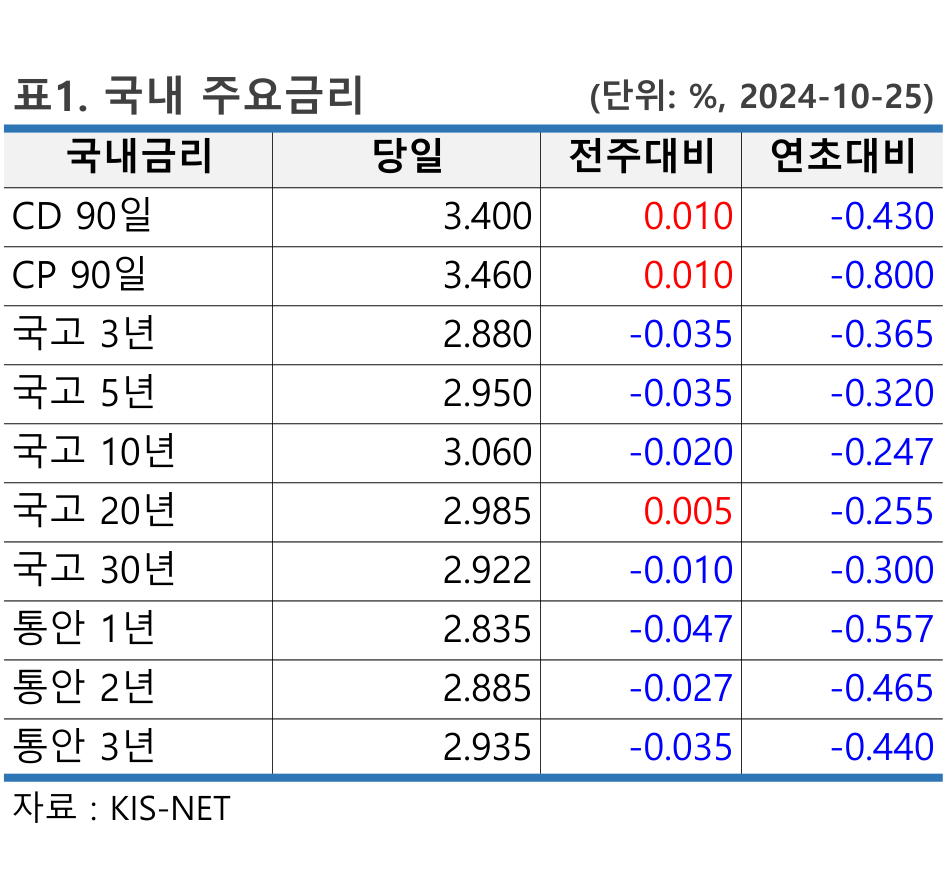 표1. 국내 주요금리 (단위: %, 2024-10-25)
국내금리 당일 전주대비 연초대비
CD 90일 3.400 0.010 -0.430
CP 90일 3.460 0.010 -0.800
국고 3년 2.880 -0.035 -0.365
국고 5년 2.950 -0.035 -0.320
국고 10년 3.060 -0.020 -0.247
국고 20년 2.985 0.005 -0.255
국고 30년 2.922 -0.010 -0.300
통안 1년 2.835 -0.047 -0.557
통안 2년 2.885 -0.027 -0.465
통안 3년 2.935 -0.035 -0.440
자료 : KIS-NET